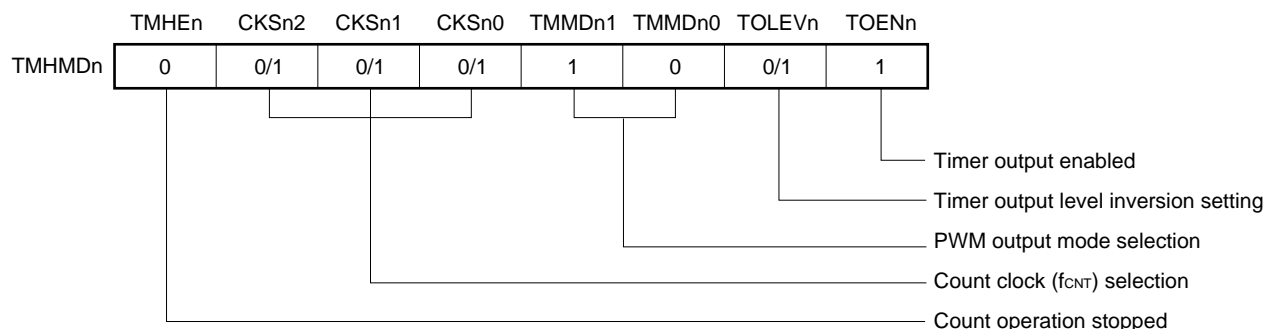 TMHEn CKSn2 CKSn1 CKSn0 TMMDn1 TMMDn0 TOLEVn TOENn
TMHMDn 0 0/1 0/1 0/1 1 0 0/1 1
Timer output enabled
Timer output level inversion setting
PWM output mode selection
Count clock (fCNT) selection
Count operation stopped